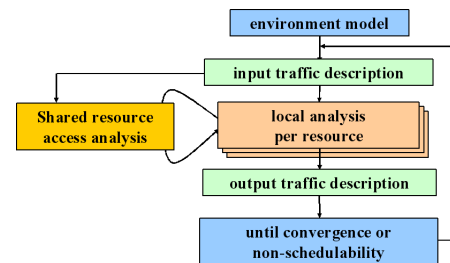 environment model
input traffic description
Shared resource
access analysis
local analysis
per resource
output traffic description
until convergence or
non-schedulability